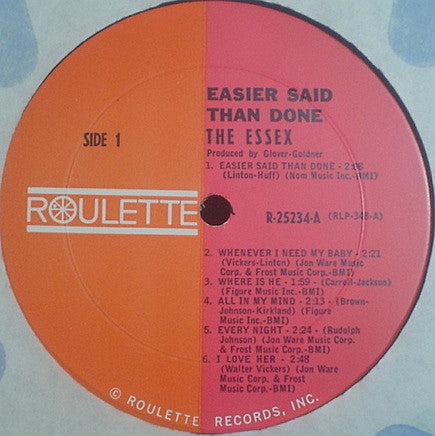 EASIER SAID
THAN DONE
THE ESSEX
Produced by Glover-Goldner
SIDE 1
1. EASIER SAID THAN DONE - 2:08
(Linton-Huff) (Nom Music Inc.-BMI)
ROULETTE
R-25234-A (RLP-348-A)
2. WHENEVER I NEED MY BABY - 2:21
(Vickers-Linton) (Jon Ware Music
Corp. & Frost Music Corp.-BMI)
3. WHERE IS HE - 1:59 - (Carroll-Jackson)
(Figure Music Inc.-BMI)
4. ALL IN MY MIND - 2:13 - (Brown-
Johnson-Kirkland) (Figure
Music Inc.-BMI)
5. EVERY NIGHT - 2:24 - (Rudolph
Johnson) (Jon Ware Music Corp.
& Frost Music Corp.-BMI)
6. I LOVE HER - 2:48
(Walter Vickers) (Jon Ware
Music Corp. & Frost Music
Corp.-BMI)
© ROULETTE RECORDS, INC.